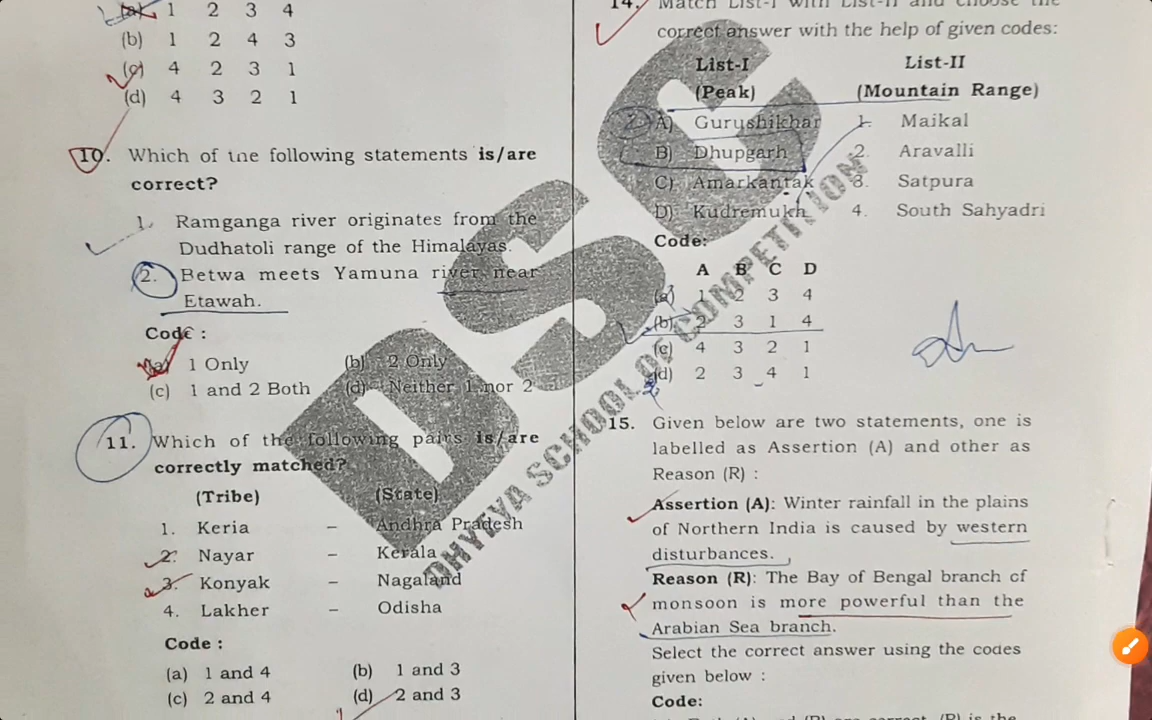 (a) 1 2 3 4
(b) 1 2 4 3
(c) 4 2 3 1
(d) 4 3 2 1
10. Which of the following statements is/are
correct?
1. Ramganga river originates from the
Dudhatoli range of the Himalayas.
2. Betwa meets Yamuna river near
Etawah.
Code :
(a) 1 Only (b) 2 Only
(c) 1 and 2 Both (d) Neither 1 nor 2
11. Which of the following pairs is/are
correctly matched?
(Tribe) (State)
1. Keria – Andhra Pradesh
2. Nayar – Kerala
3. Konyak – Nagaland
4. Lakher – Odisha
Code :
(a) 1 and 4 (b) 1 and 3
(c) 2 and 4 (d) 2 and 3
14. Match List-I with List-II and choose the
correct answer with the help of given codes:
List-I List-II
(Peak) (Mountain Range)
A) Gurushikhar 1. Maikal
B) Dhupgarh 2. Aravalli
C) Amarkantak 3. Satpura
D) Kudremukh 4. South Sahyadri
Code:
A B C D
(a) 1 2 3 4
(b) 2 3 1 4
(c) 4 3 2 1
(d) 2 3 4 1
15. Given below are two statements, one is
labelled as Assertion (A) and other as
Reason (R) :
Assertion (A): Winter rainfall in the plains
of Northern India is caused by western
disturbances.
Reason (R): The Bay of Bengal branch of
monsoon is more powerful than the
Arabian Sea branch.
Select the correct answer using the codes
given below :
Code:
DSC
DHYEYA SCHOOL OF COMPETITION